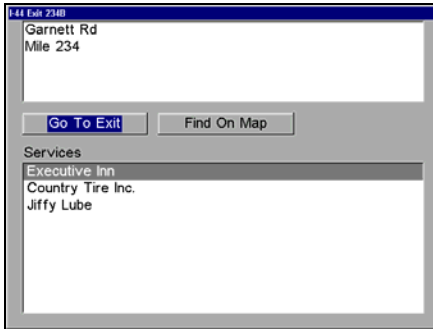 I-44 Exit 234B
Garnett Rd
Mile 234
Go To Exit
Find On Map
Services
Executive Inn
Country Tire Inc.
Jiffy Lube